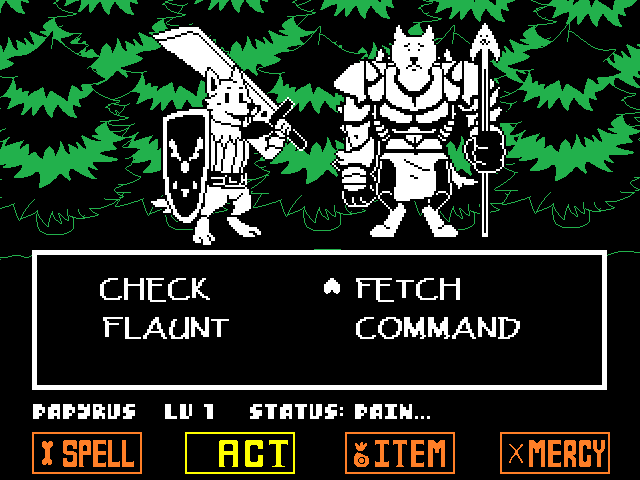 CHECK FETCH
FLAUNT COMMAND
PAPYRUS LV 1 STATUS: PAIN...
SPELL ACT ITEM MERCY